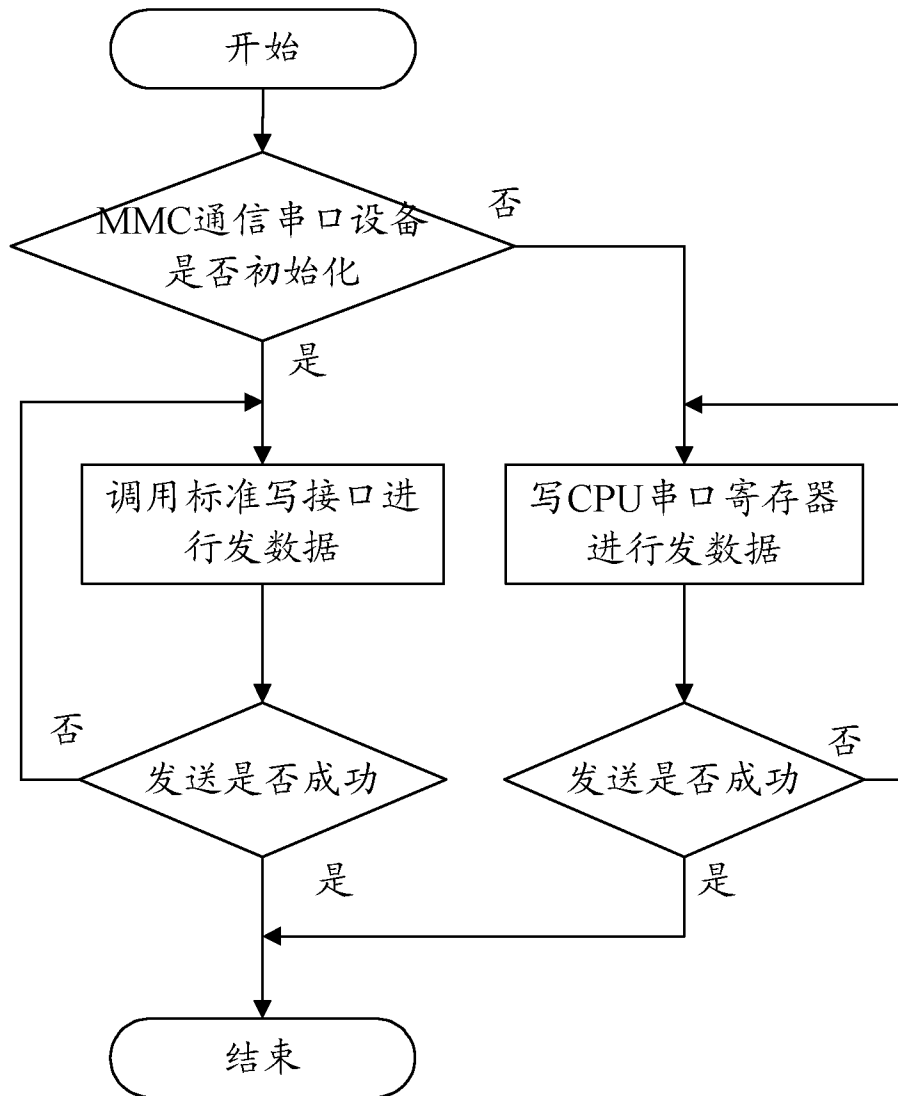 开始
MMC通信串口设备
是否初始化
否
是
调用标准写接口进
行发数据
写CPU串口寄存器
进行发数据
否
发送是否成功
发送是否成功
否
是
是
结束